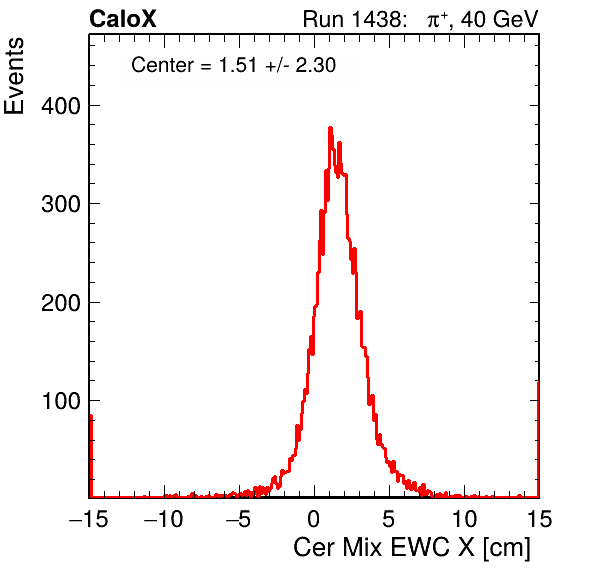 CaloX Run 1438: π⁺, 40 GeV
Events
Center = 1.51 +/- 2.30
400
300
200
100
−15 −10 −5 0 5 10 15
Cer Mix EWC X [cm]